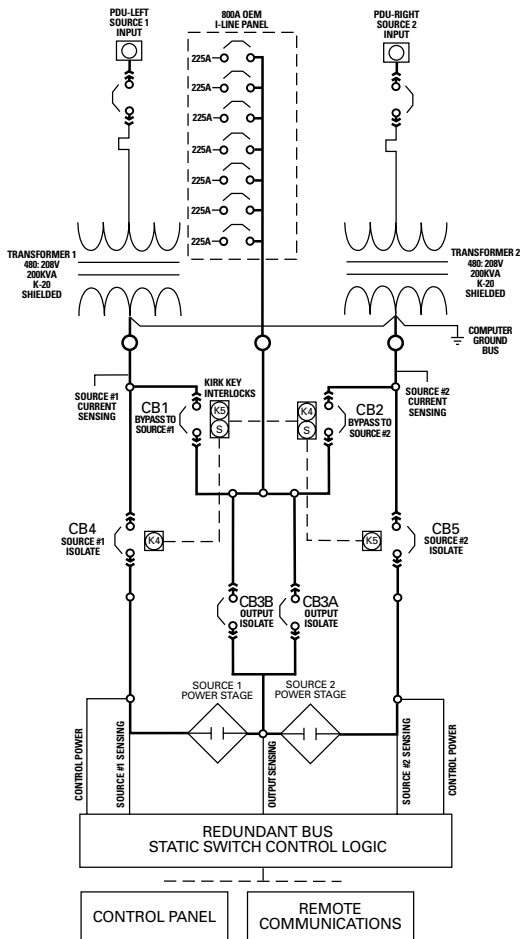 PDU-LEFT
SOURCE 1
INPUT
800A OEM
I-LINE PANEL
PDU-RIGHT
SOURCE 2
INPUT
225A
225A
225A
225A
225A
225A
225A
TRANSFORMER 1
480: 208V
200KVA
K-20
SHIELDED
TRANSFORMER 2
480: 208V
200KVA
K-20
SHIELDED
COMPUTER
GROUND
BUS
SOURCE #1
CURRENT
SENSING
KIRK KEY
INTERLOCKS
SOURCE #2
CURRENT
SENSING
CB1
BYPASS TO
SOURCE#1
K5
S
K4
S
CB2
BYPASS TO
SOURCE #2
CB4
SOURCE #1
ISOLATE
K4
K5
CB5
SOURCE #2
ISOLATE
CB3B
OUTPUT
ISOLATE
CB3A
OUTPUT
ISOLATE
SOURCE 1
POWER STAGE
SOURCE 2
POWER STAGE
CONTROL POWER
SOURCE #1 SENSING
OUTPUT SENSING
SOURCE #2 SENSING
CONTROL POWER
REDUNDANT BUS
STATIC SWITCH CONTROL LOGIC
CONTROL PANEL
REMOTE
COMMUNICATIONS